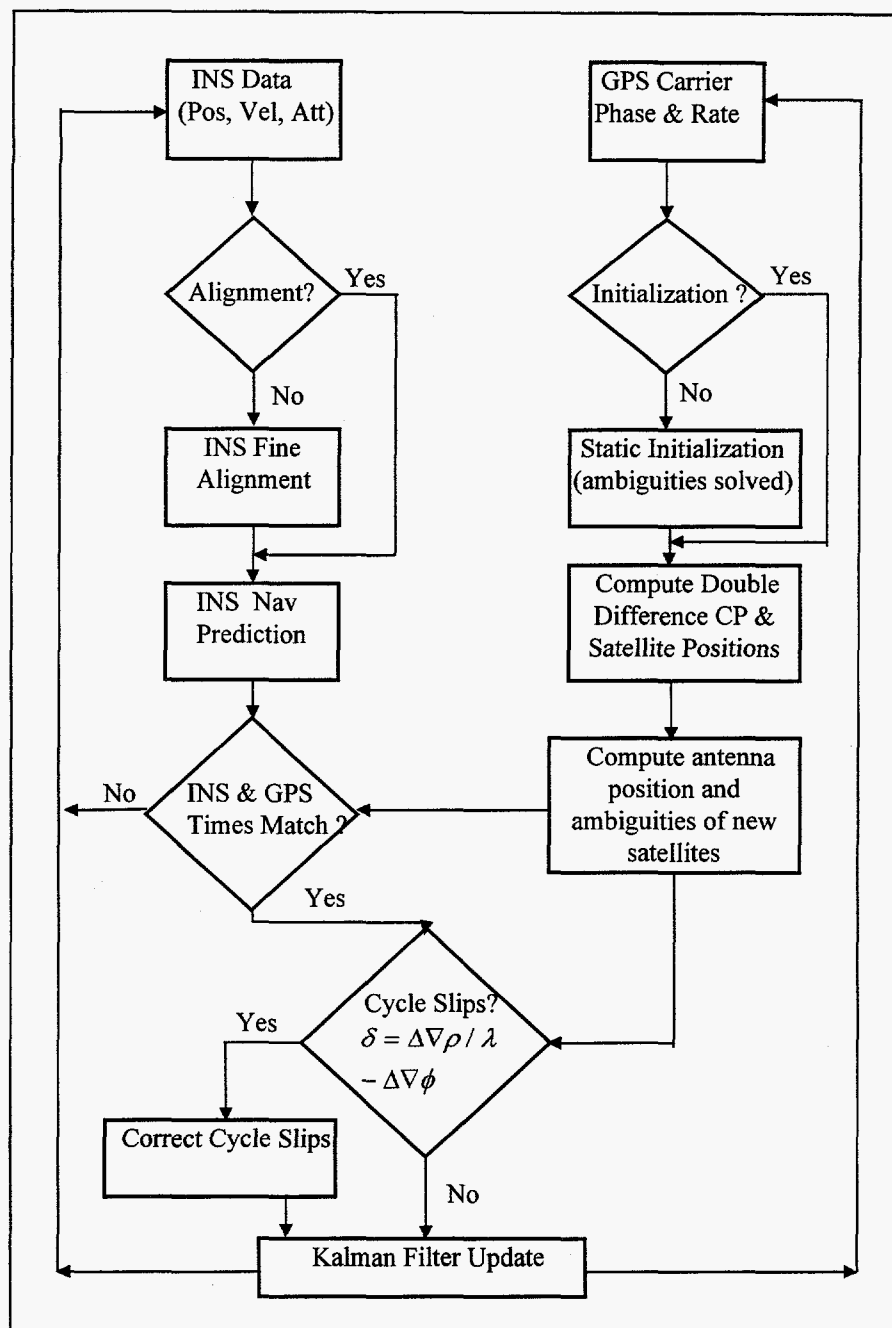 INS Data
(Pos, Vel, Att)
GPS Carrier
Phase & Rate
Alignment?
Yes
Initialization ?
Yes
No
No
INS Fine
Alignment
Static Initialization
(ambiguities solved)
INS Nav
Prediction
Compute Double
Difference CP &
Satellite Positions
INS & GPS
Times Match ?
No
Compute antenna
position and
ambiguities of new
satellites
Yes
Cycle Slips?
δ = Δ∇ρ / λ
− Δ∇ϕ
Yes
Correct Cycle Slips
No
Kalman Filter Update